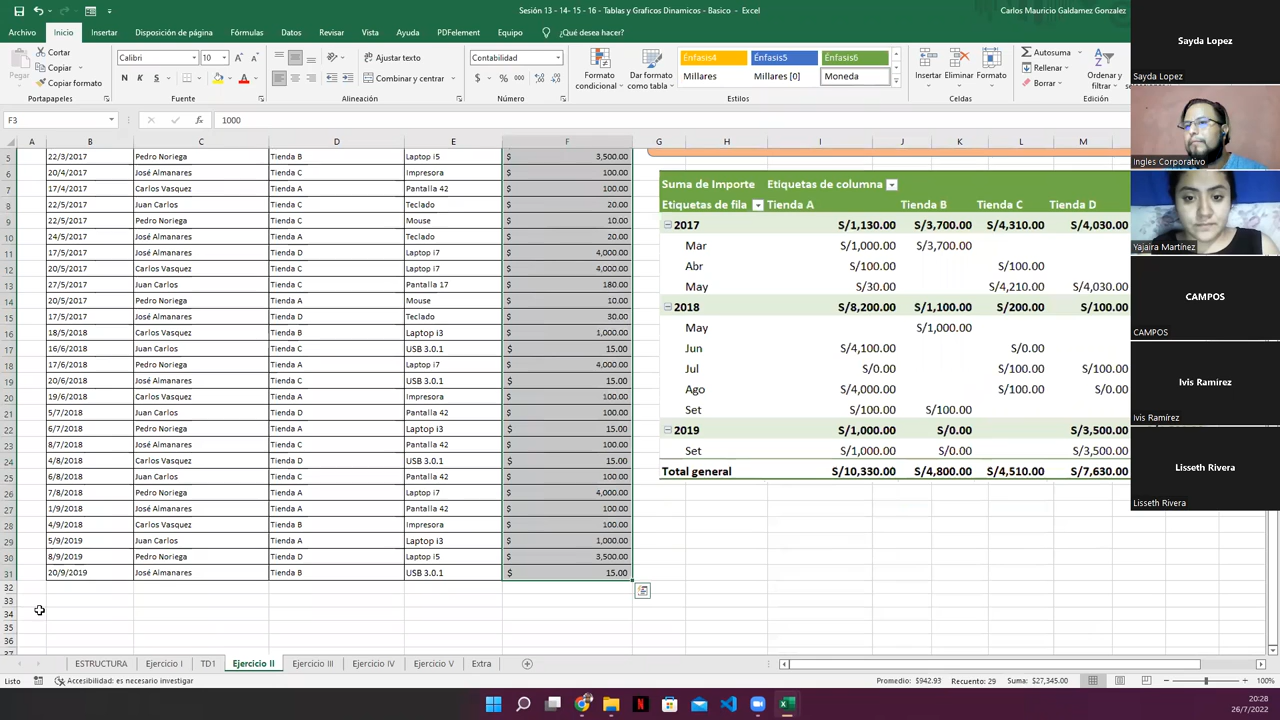 Sesión 13 - 14- 15 - 16 - Tablas y Graficos Dinamicos - Basico - Excel
Carlos Mauricio Galdamez Gonzalez
Archivo Inicio Insertar Disposición de página Fórmulas Datos Revisar Vista Ayuda PDFelement Equipo ¿Qué desea hacer?
Pegar
Cortar
Copiar
Copiar formato
Portapapeles
Calibri 10
N K S
Fuente
Ajustar texto
Combinar y centrar
Alineación
Contabilidad
$ % 000
Número
Formato condicional
Dar formato como tabla
Énfasis4 Énfasis5 Énfasis6
Millares Millares [0] Moneda
Estilos
Insertar Eliminar Formato
Celdas
Autosuma
Rellenar
Borrar
Ordenar y filtrar
Edición
F3 fx 1000
A B C D E F G H I J K L M
5 22/3/2017 Pedro Noriega Tienda B Laptop i5 $ 3,500.00
6 20/4/2017 José Almanares Tienda C Impresora $ 100.00
7 17/4/2017 Carlos Vasquez Tienda A Pantalla 42 $ 100.00
8 22/5/2017 Juan Carlos Tienda C Teclado $ 20.00
9 22/5/2017 Pedro Noriega Tienda C Mouse $ 10.00
10 24/5/2017 José Almanares Tienda A Teclado $ 20.00
11 17/5/2017 José Almanares Tienda D Laptop i7 $ 4,000.00
12 20/5/2017 Carlos Vasquez Tienda C Laptop i7 $ 4,000.00
13 27/5/2017 Juan Carlos Tienda C Pantalla 17 $ 180.00
14 20/5/2017 Pedro Noriega Tienda A Mouse $ 10.00
15 17/5/2017 José Almanares Tienda D Teclado $ 30.00
16 18/5/2018 Carlos Vasquez Tienda B Laptop i3 $ 1,000.00
17 16/6/2018 Juan Carlos Tienda C USB 3.0.1 $ 15.00
18 17/6/2018 Pedro Noriega Tienda A Laptop i7 $ 4,000.00
19 20/6/2018 José Almanares Tienda C USB 3.0.1 $ 15.00
20 19/6/2018 Carlos Vasquez Tienda A Impresora $ 100.00
21 5/7/2018 Juan Carlos Tienda D Pantalla 42 $ 100.00
22 6/7/2018 Pedro Noriega Tienda A Laptop i3 $ 15.00
23 8/7/2018 José Almanares Tienda C Pantalla 42 $ 100.00
24 4/8/2018 Carlos Vasquez Tienda D USB 3.0.1 $ 15.00
25 6/8/2018 Juan Carlos Tienda C Pantalla 42 $ 100.00
26 7/8/2018 Pedro Noriega Tienda A Laptop i7 $ 4,000.00
27 1/9/2018 José Almanares Tienda A Pantalla 42 $ 100.00
28 4/9/2018 Carlos Vasquez Tienda B Impresora $ 100.00
29 5/9/2019 Juan Carlos Tienda A Laptop i3 $ 1,000.00
30 8/9/2019 Pedro Noriega Tienda D Laptop i5 $ 3,500.00
31 20/9/2019 José Almanares Tienda B USB 3.0.1 $ 15.00
32
33
34
35
36
37
Suma de Importe Etiquetas de columna
Etiquetas de fila Tienda A Tienda B Tienda C Tienda D
2017 S/1,130.00 S/3,700.00 S/4,310.00 S/4,030.00
Mar S/1,000.00 S/3,700.00
Abr S/100.00 S/100.00
May S/30.00 S/4,210.00 S/4,030.00
2018 S/8,200.00 S/1,100.00 S/200.00 S/100.00
May S/1,000.00
Jun S/4,100.00 S/0.00
Jul S/0.00 S/100.00 S/100.00
Ago S/4,000.00 S/100.00 S/0.00
Set S/100.00 S/100.00
2019 S/1,000.00 S/0.00 S/3,500.00
Set S/1,000.00 S/0.00 S/3,500.00
Total general S/10,330.00 S/4,800.00 S/4,510.00 S/7,630.00
Sayda Lopez
Sayda Lopez
Ingles Corporativo
Yajaira Martínez
CAMPOS
CAMPOS
Ivis Ramirez
Ivis Ramírez
Lisseth Rivera
Lisseth Rivera
ESTRUCTURA Ejercicio I TD1 Ejercicio II Ejercicio III Ejercicio IV Ejercicio V Extra
Listo Accesibilidad: es necesario investigar Promedio: $942.93 Recuento: 29 Suma: $27,345.00 100%
20:28
26/7/2022